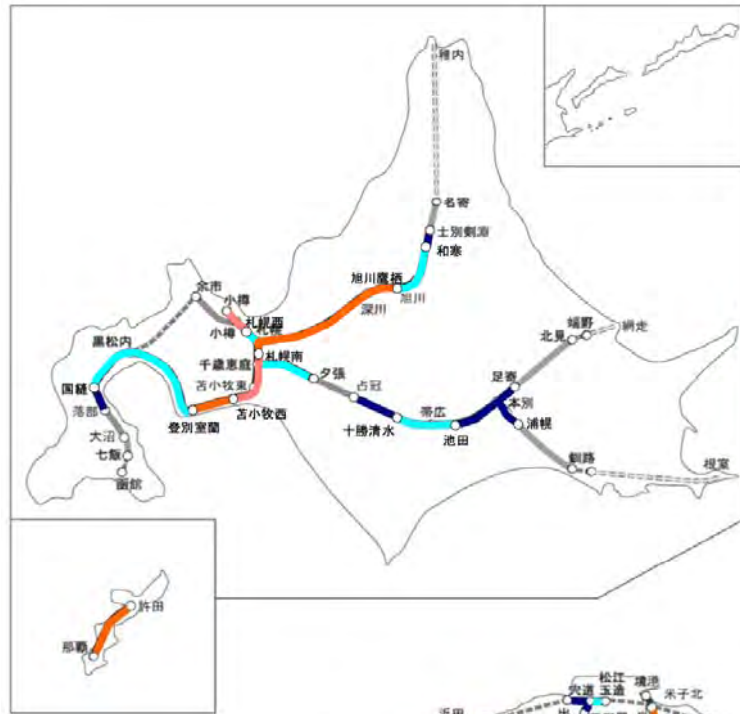 稚内
名寄
士別剣淵
和寒
旭川鷹栖
旭川
深川
余市
小樽
札幌西
小樽
札幌
黒松内
端野
網走
北見
千歳恵庭
札幌南
夕張
足寄
国縫
苫小牧東
占冠
本別
落部
登別室蘭
苫小牧西
帯広
浦幌
大沼
十勝清水
池田
七飯
函館
釧路
根室
許田
那覇
松江
宍道
玉造
境港
米子北
浜田
出